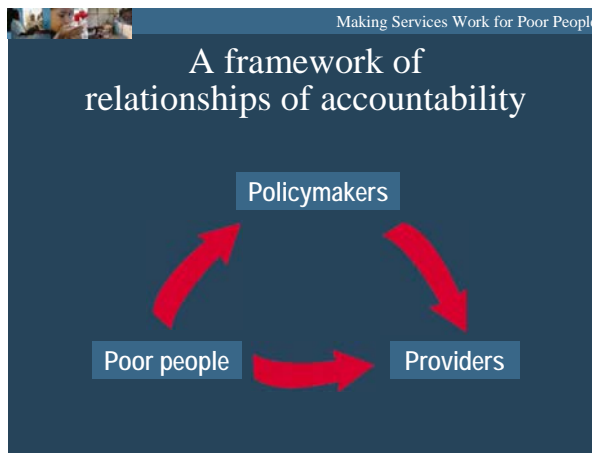 Making Services Work for Poor People
A framework of
relationships of accountability
Policymakers
Poor people
Providers